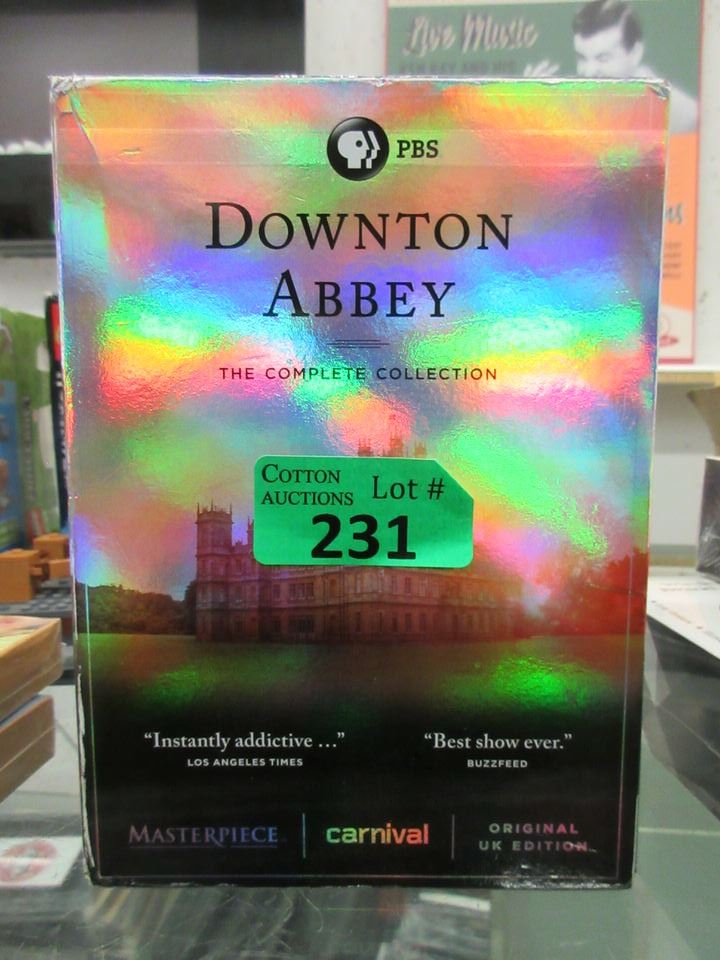 Live Music
PBS
DOWNTON
ABBEY
THE COMPLETE COLLECTION
COTTON
AUCTIONS
Lot #
231
“Instantly addictive ...”
LOS ANGELES TIMES
“Best show ever.”
BUZZFEED
MASTERPIECE
carnival
ORIGINAL
UK EDITION